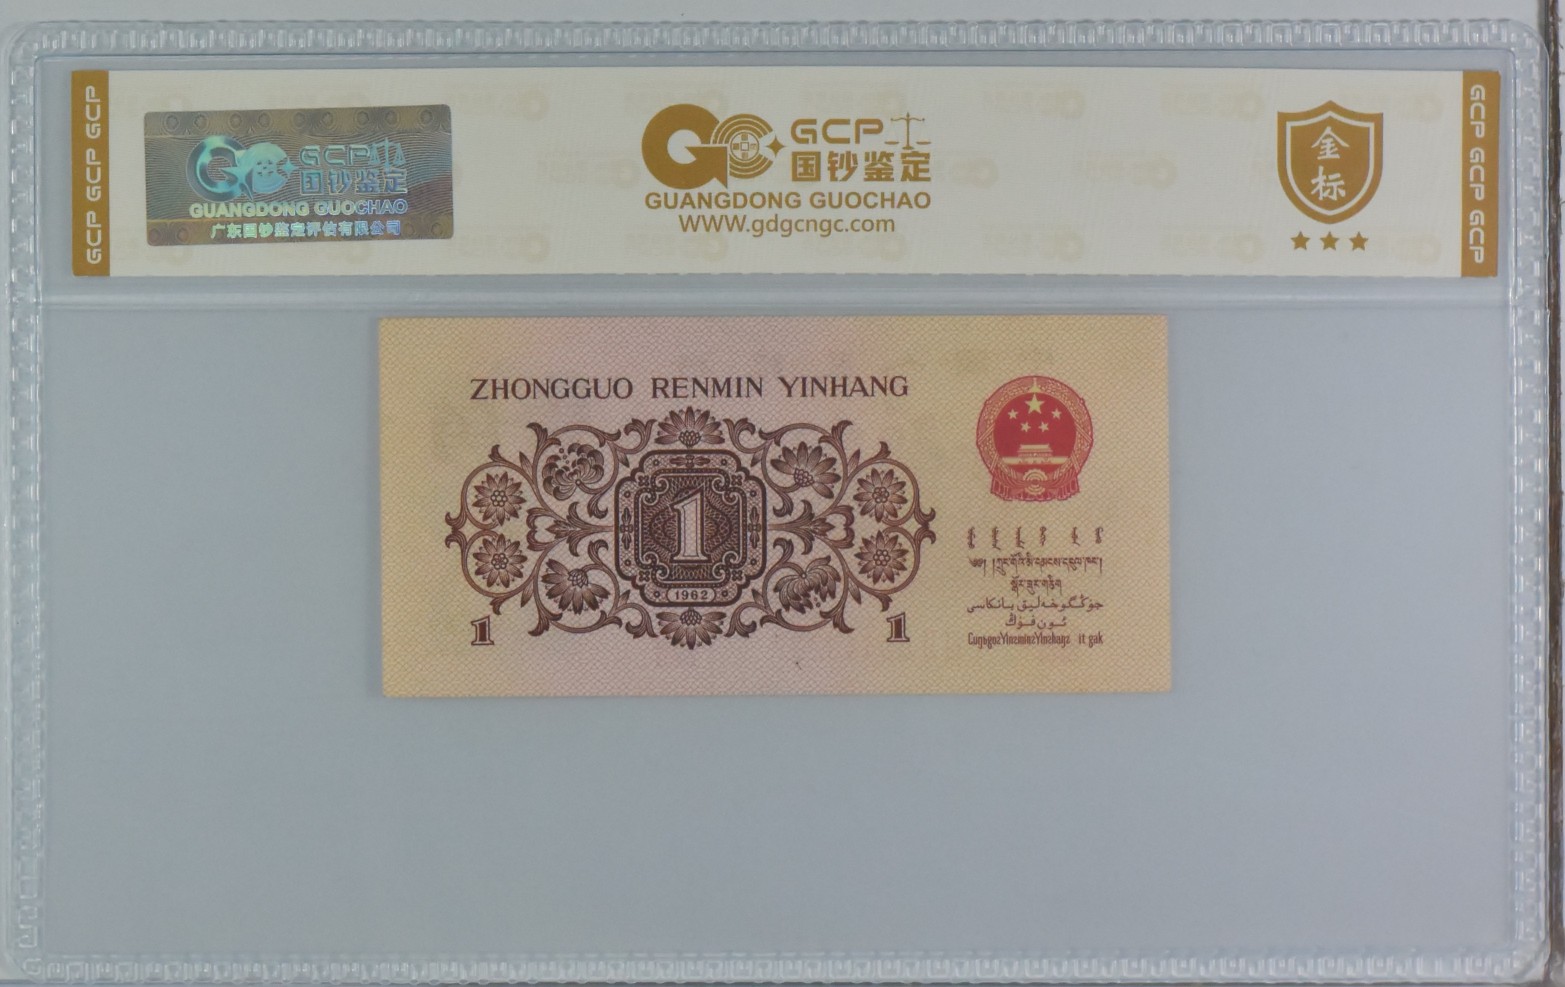 GCP GCP GCP
GCP
国钞鉴定
GUANGDONG GUOCHAO
广东国钞鉴定评估有限公司
GCP
国钞鉴定
GUANGDONG GUOCHAO
WWW.gdgcngc.com
金
标
GCP GCP GCP
ZHONGGUO RENMIN YINHANG
1
1962
1
1
جۇڭگو خەلىق بانكاسى